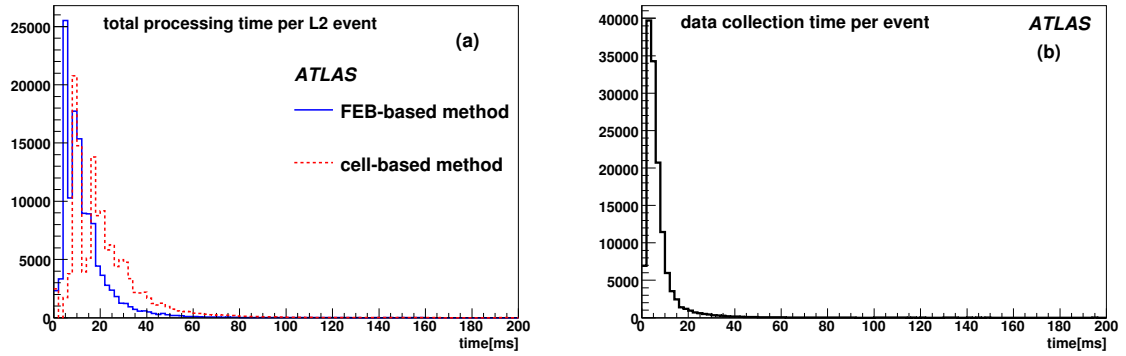 total processing time per L2 event
(a)
ATLAS
FEB-based method
cell-based method
25000
20000
15000
10000
5000
0
0 20 40 60 80 100 120 140 160 180 200
time[ms]
data collection time per event
ATLAS
(b)
40000
35000
30000
25000
20000
15000
10000
5000
0
0 20 40 60 80 100 120 140 160 180 200
time[ms]